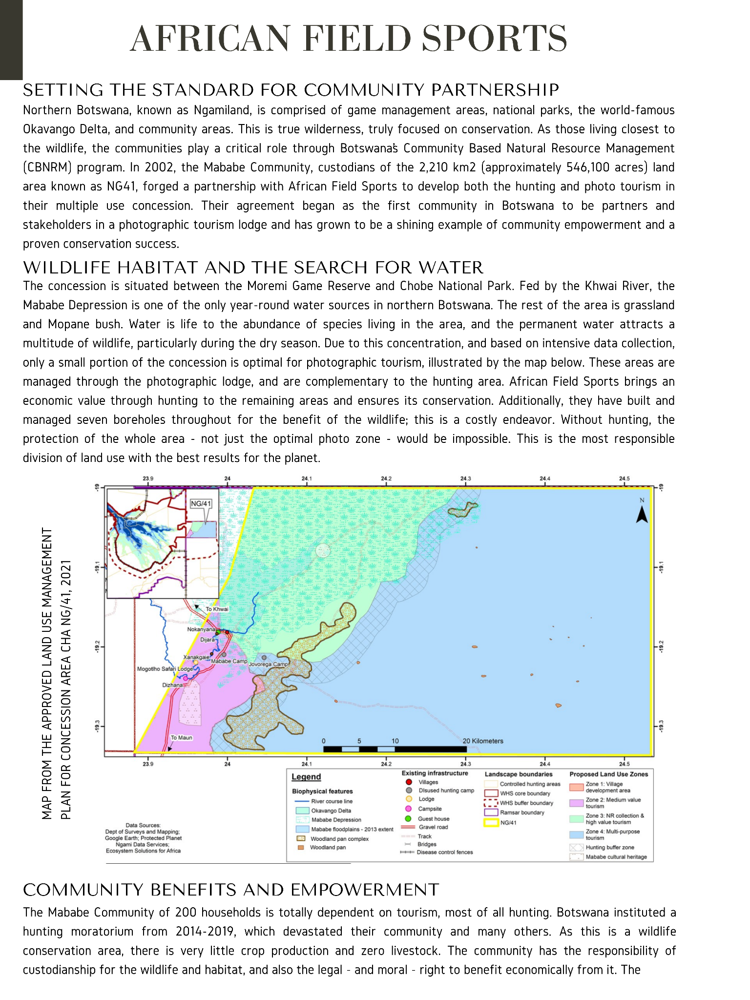 AFRICAN FIELD SPORTS
SETTING THE STANDARD FOR COMMUNITY PARTNERSHIP
Northern Botswana, known as Ngamiland, is comprised of game management areas, national parks, the world-famous
Okavango Delta, and community areas. This is true wilderness, truly focused on conservation. As those living closest to
the wildlife, the communities play a critical role through Botswana's Community Based Natural Resource Management
(CBNRM) program. In 2002, the Mababe Community, custodians of the 2,210 km2 (approximately 546,100 acres) land
area known as NG41, forged a partnership with African Field Sports to develop both the hunting and photo tourism in
their multiple use concession. Their agreement began as the first community in Botswana to be partners and
stakeholders in a photographic tourism lodge and has grown to be a shining example of community empowerment and a
proven conservation success.
WILDLIFE HABITAT AND THE SEARCH FOR WATER
The concession is situated between the Moremi Game Reserve and Chobe National Park. Fed by the Khwai River, the
Mababe Depression is one of the only year-round water sources in northern Botswana. The rest of the area is grassland
and Mopane bush. Water is life to the abundance of species living in the area, and the permanent water attracts a
multitude of wildlife, particularly during the dry season. Due to this concentration, and based on intensive data collection,
only a small portion of the concession is optimal for photographic tourism, illustrated by the map below. These areas are
managed through the photographic lodge, and are complementary to the hunting area. African Field Sports brings an
economic value through hunting to the remaining areas and ensures its conservation. Additionally, they have built and
managed seven boreholes throughout for the benefit of the wildlife; this is a costly endeavor. Without hunting, the
protection of the whole area - not just the optimal photo zone - would be impossible. This is the most responsible
division of land use with the best results for the planet.
MAP FROM THE APPROVED LAND USE MANAGEMENT
PLAN FOR CONCESSION AREA CHA NG/41, 2021
23.9 24 24.1 24.2 24.3 24.4 24.5
-19 -19
NG/41
N
-19.1 -19.1
To Khwai
Nokanyana
Dijara
-19.2 -19.2
Xanakgaie
Mababe Camp
Jovorega Camp
Mogotlho Safari Lodge
Dizhana
-19.3 -19.3
To Maun
0 5 10 20 Kilometers
23.9 24 24.1 24.2 24.3 24.4 24.5
Legend
Biophysical features
River course line
Okavango Delta
Mababe Depression
Mababe floodplains - 2013 extent
Woodland pan complex
Woodland pan
Existing infrastructure
Villages
Disused hunting camp
Lodge
Campsite
Guest house
Gravel road
Track
Bridges
Disease control fences
Landscape boundaries
Controlled hunting areas
WHS core boundary
WHS buffer boundary
Ramsar boundary
NG/41
Proposed Land Use Zones
Zone 1: Village
development area
Zone 2: Medium value
tourism
Zone 3: NR collection &
high value tourism
Zone 4: Multi-purpose
tourism
Hunting buffer zone
Mababe cultural heritage
Data Sources:
Dept of Surveys and Mapping;
Google Earth; Protected Planet
Ngami Data Services;
Ecosystem Solutions for Africa
COMMUNITY BENEFITS AND EMPOWERMENT
The Mababe Community of 200 households is totally dependent on tourism, most of all hunting. Botswana instituted a
hunting moratorium from 2014-2019, which devastated their community and many others. As this is a wildlife
conservation area, there is very little crop production and zero livestock. The community has the responsibility of
custodianship for the wildlife and habitat, and also the legal - and moral - right to benefit economically from it. The